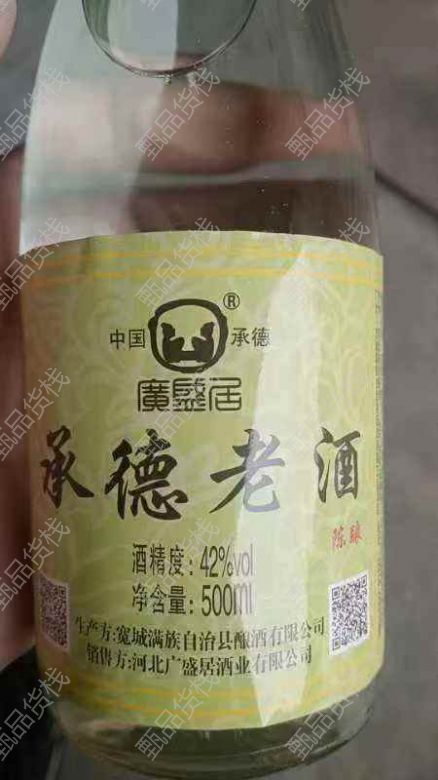 中国 ® 承德
廣盛居
承德老酒
陈酿
酒精度:42%vol
净含量:500ml
生产方:宽城满族自治县酿酒有限公司
销售方:河北广盛居酒业有限公司
甄品货栈